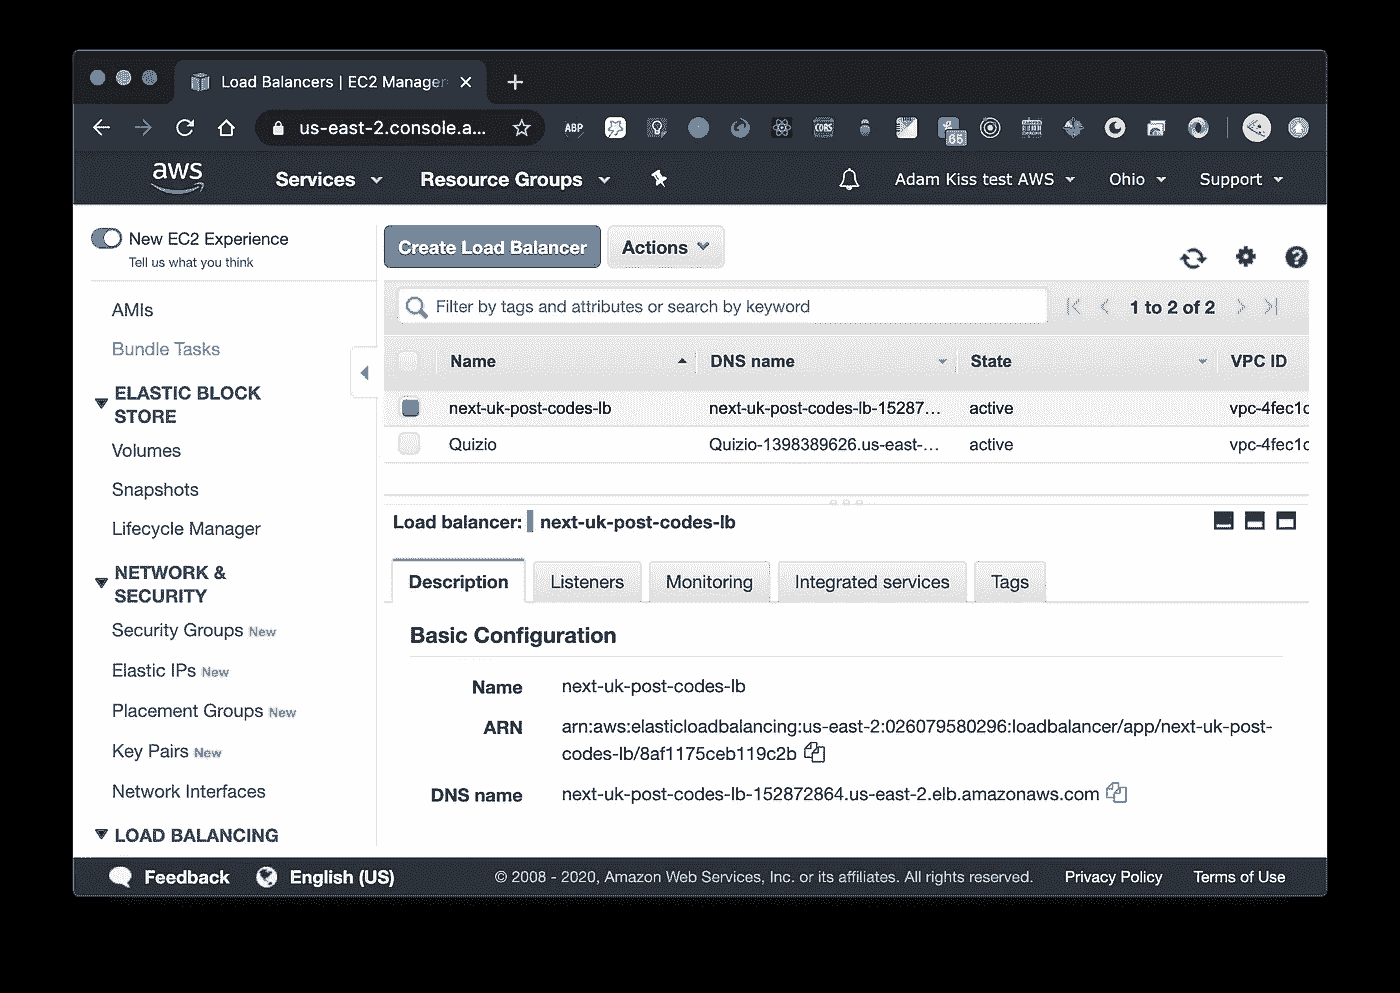 Load Balancers | EC2 Manager
us-east-2.console.a...
ABP
CORS
65
aws
Services
Resource Groups
Adam Kiss test AWS
Ohio
Support
New EC2 Experience
Tell us what you think
AMIs
Bundle Tasks
ELASTIC BLOCK
STORE
Volumes
Snapshots
Lifecycle Manager
NETWORK &
SECURITY
Security Groups New
Elastic IPs New
Placement Groups New
Key Pairs New
Network Interfaces
LOAD BALANCING
Create Load Balancer
Actions
Filter by tags and attributes or search by keyword
1 to 2 of 2
Name DNS name State VPC ID
next-uk-post-codes-lb next-uk-post-codes-lb-15287... active vpc-4fec1c
Quizio Quizio-1398389626.us-east-... active vpc-4fec1c
Load balancer: next-uk-post-codes-lb
Description Listeners Monitoring Integrated services Tags
Basic Configuration
Name next-uk-post-codes-lb
ARN arn:aws:elasticloadbalancing:us-east-2:026079580296:loadbalancer/app/next-uk-post-
codes-lb/8af1175ceb119c2b
DNS name next-uk-post-codes-lb-152872864.us-east-2.elb.amazonaws.com
Feedback
English (US)
© 2008 - 2020, Amazon Web Services, Inc. or its affiliates. All rights reserved.
Privacy Policy
Terms of Use